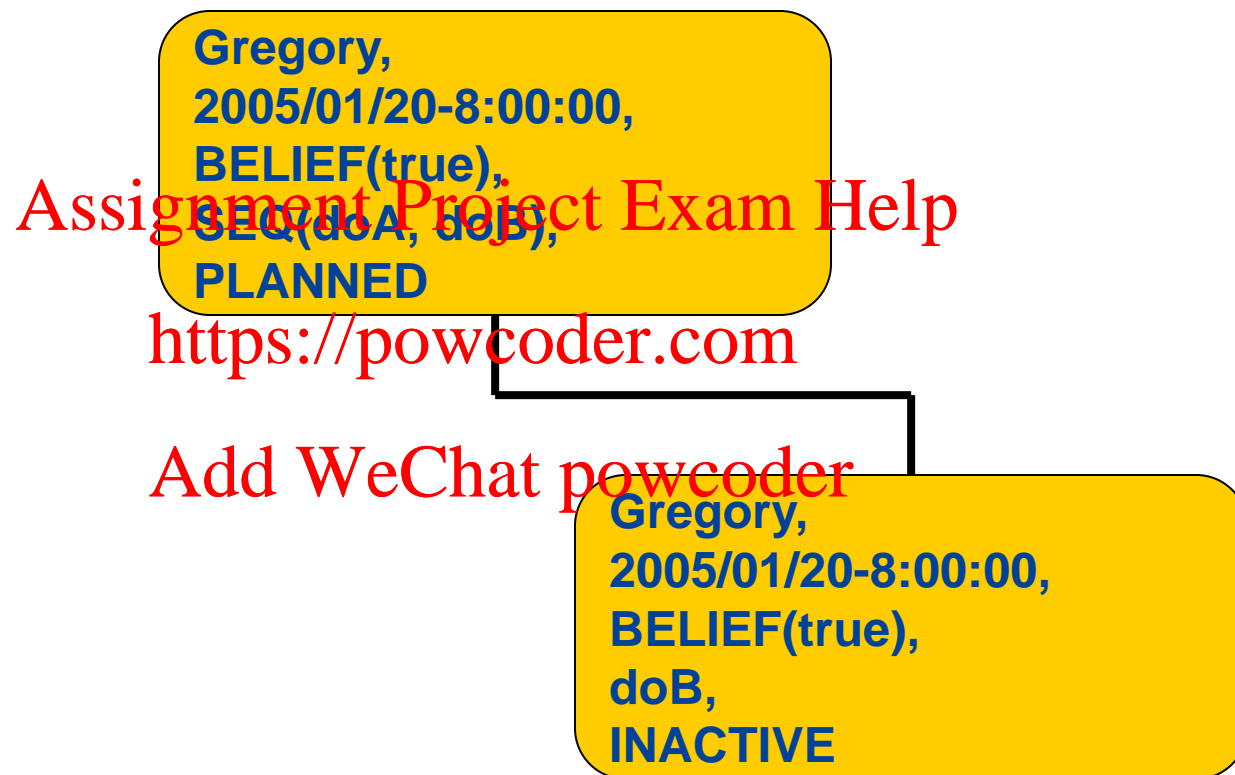 Gregory,
2005/01/20-8:00:00,
BELIEF(true),
Assignment Project Exam Help
SEQ(doA, doB),
PLANNED
https://powcoder.com
Add WeChat powcoder
Gregory,
2005/01/20-8:00:00,
BELIEF(true),
doB,
INACTIVE